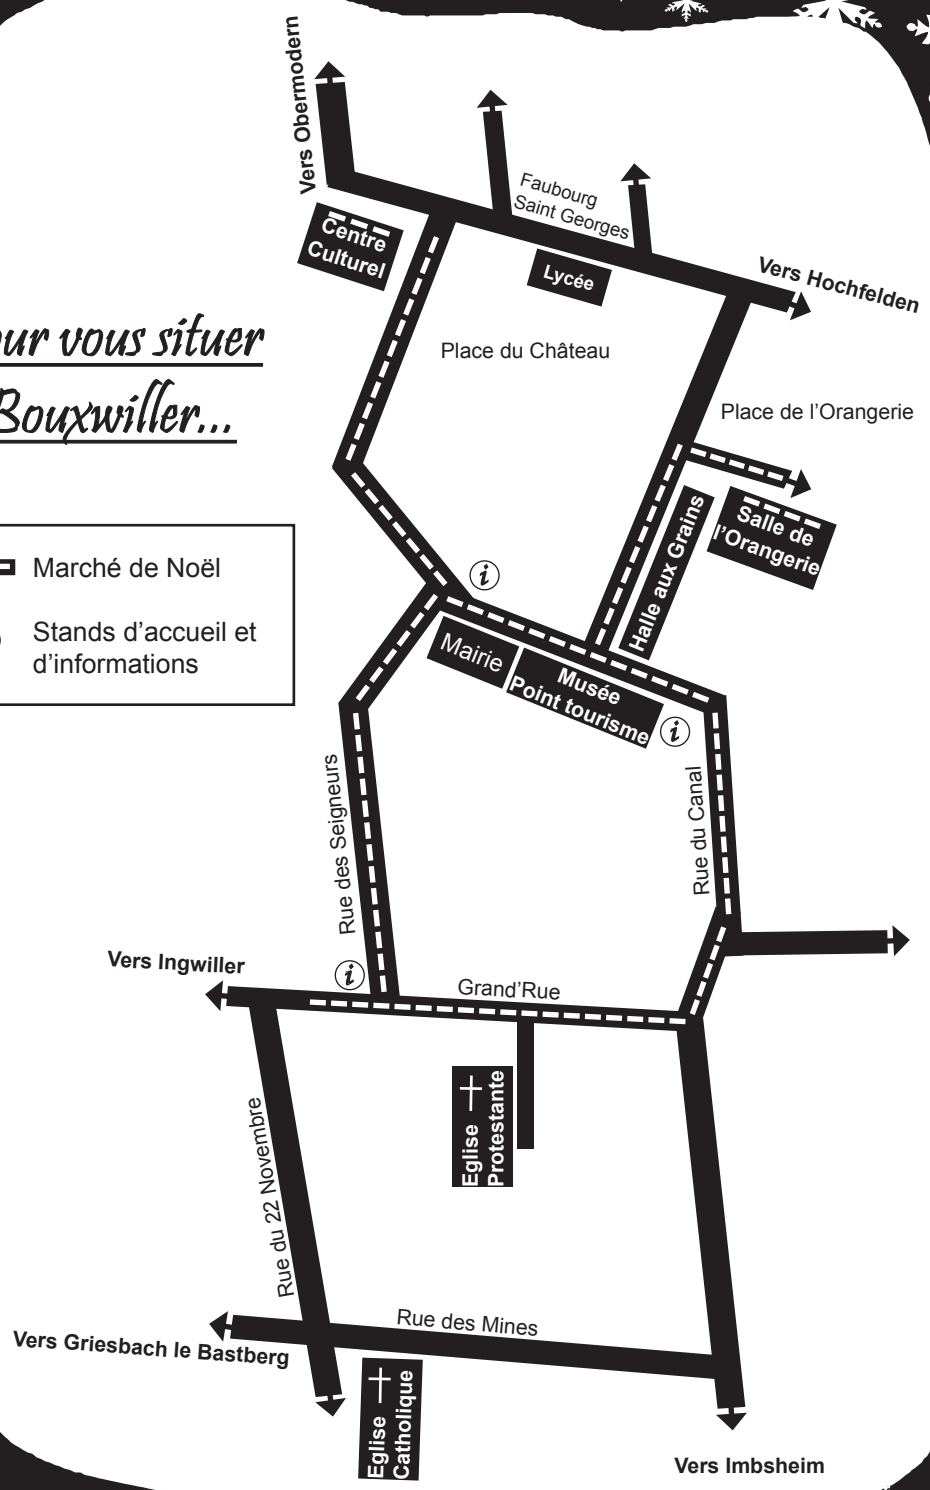 Vers Obermodern
Faubourg
Saint Georges
Centre
Culturel
Lycée
Vers Hochfelden
vous situer
Bouxwiller...
Place du Château
Place de l'Orangerie
Halle aux Grains
Salle de
l'Orangerie
Marché de Noël
Stands d'accueil et
d'informations
i
Mairie
Musée
Point tourisme
i
Rue des Seigneurs
Rue du Canal
Vers Ingwiller
i
Grand'Rue
Eglise
Protestante
Rue du 22 Novembre
Rue des Mines
Vers Griesbach le Bastberg
Eglise
Catholique
Vers Imbsheim